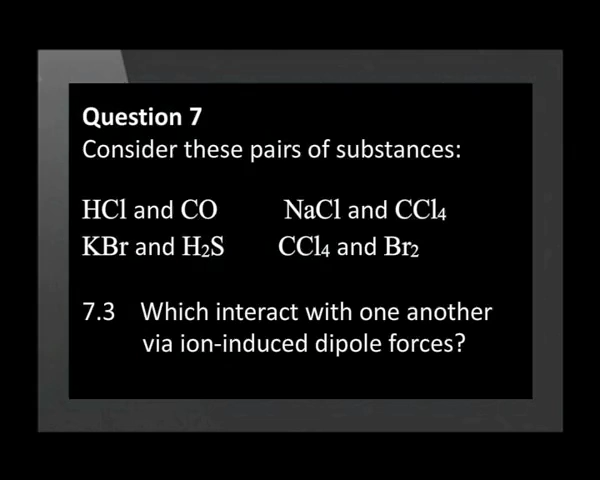 Question 7
Consider these pairs of substances:
HCl and CO NaCl and CCl4
KBr and H2S CCl4 and Br2
7.3 Which interact with one another
via ion-induced dipole forces?